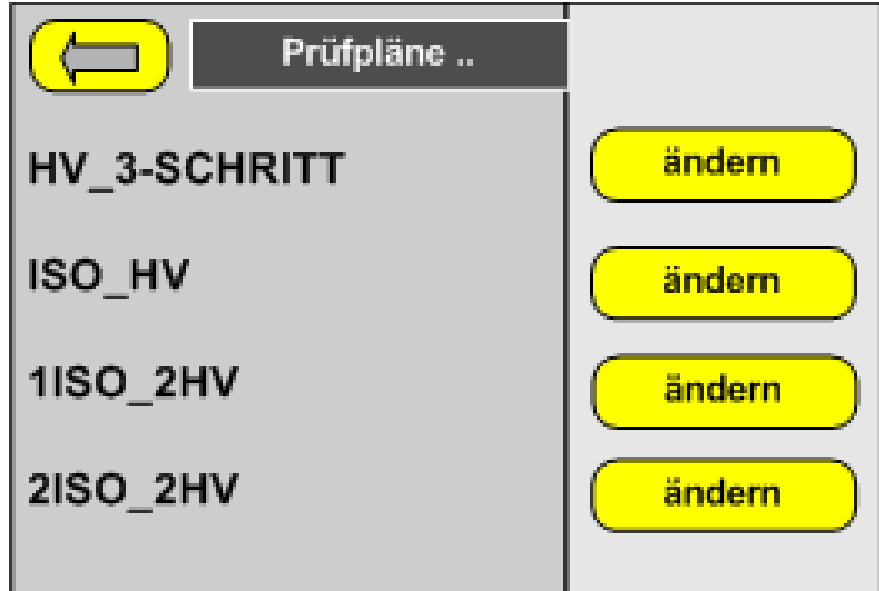 Prüfpläne ..
HV_3-SCHRITT ändern
ISO_HV ändern
1ISO_2HV ändern
2ISO_2HV ändern